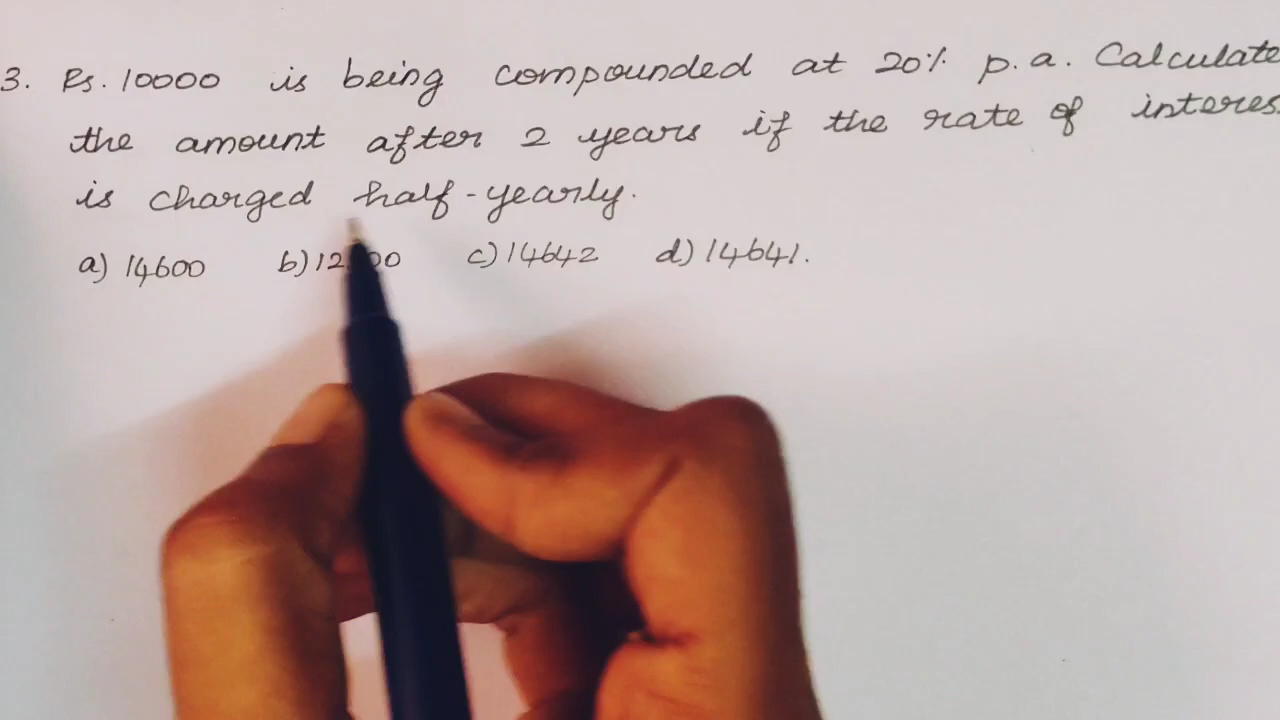 3. Rs. 10000 is being compounded at 20% p.a. Calculate
the amount after 2 years if the rate of
is charged half-yearly.
a) 14600 b) c) 14642 d) 14641.